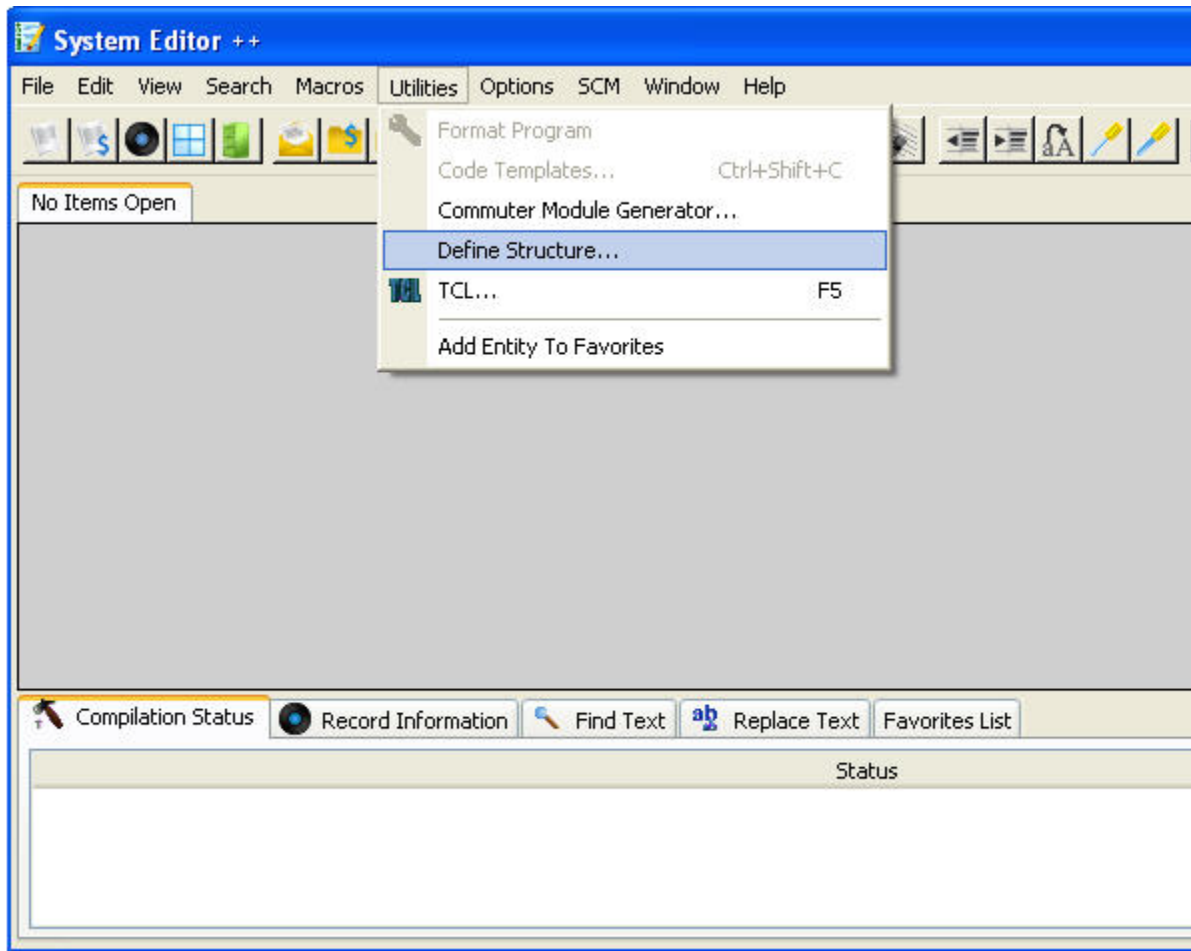 System Editor ++
File Edit View Search Macros Utilities Options SCM Window Help
Format Program
Code Templates... Ctrl+Shift+C
No Items Open
Commuter Module Generator...
Define Structure...
TCL TCL... F5
Add Entity To Favorites
Compilation Status Record Information Find Text ab Replace Text Favorites List
Status